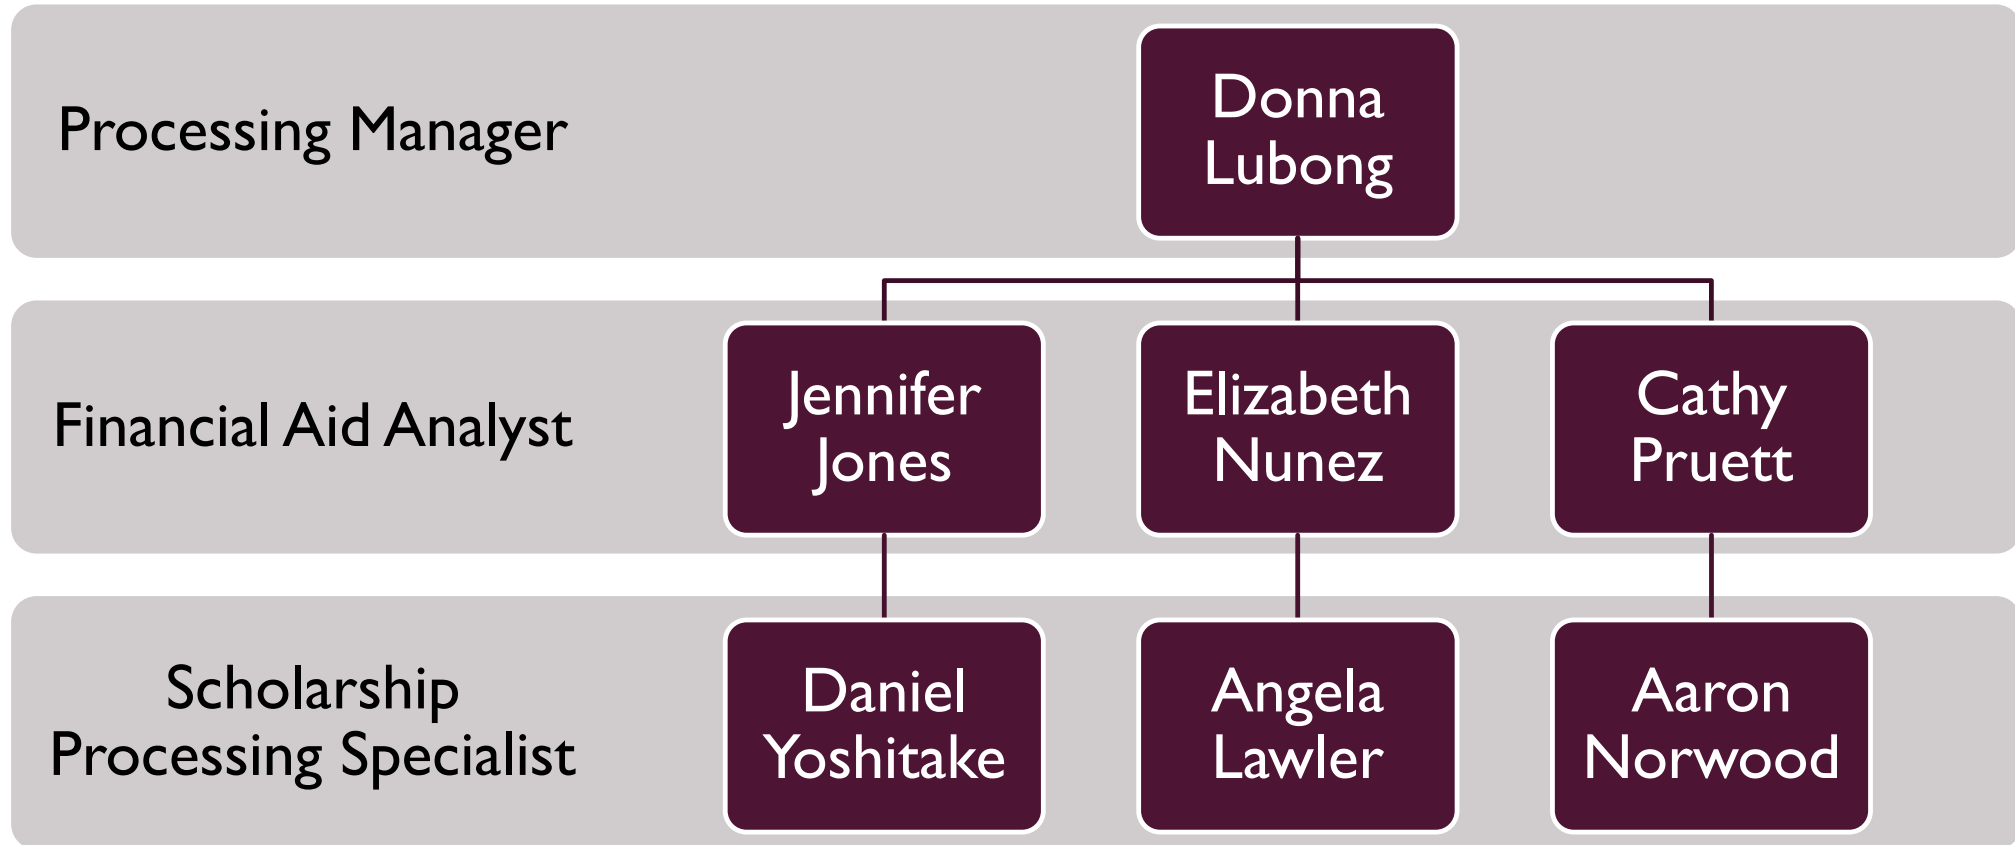 Processing Manager
Donna
Lubong
Financial Aid Analyst
Jennifer
Jones
Elizabeth
Nunez
Cathy
Pruett
Scholarship
Processing Specialist
Daniel
Yoshitake
Angela
Lawler
Aaron
Norwood